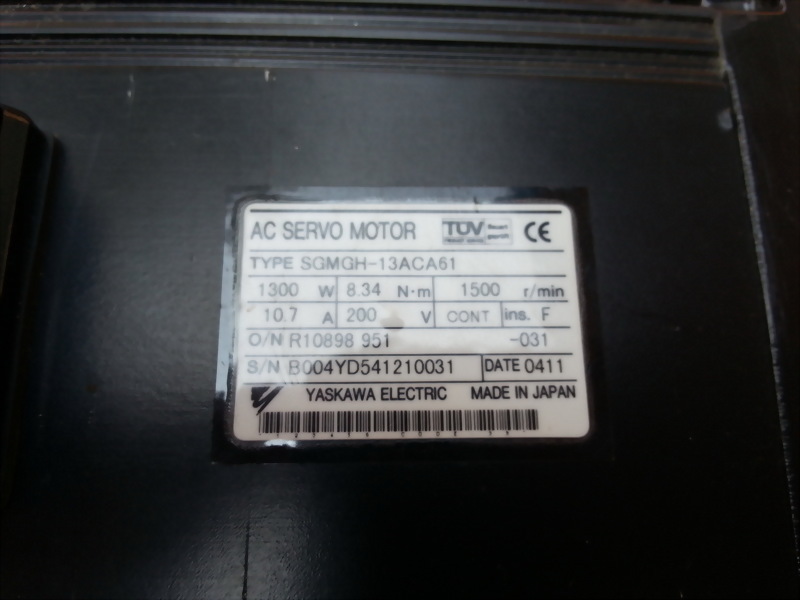 AC SERVO MOTOR TÜV CE
TYPE SGMGH-13ACA61
1300 W 8.34 N·m 1500 r/min
10.7 A 200 V CONT ins. F
O/N R10898 951 -031
S/N B004YD541210031 DATE 0411
YASKAWA ELECTRIC MADE IN JAPAN